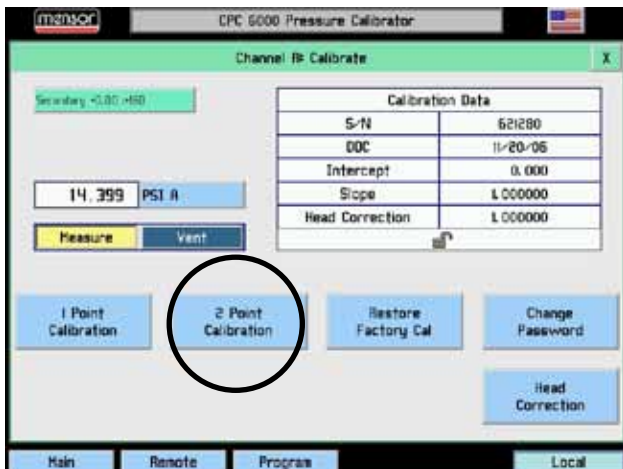 mensor
CPC 6000 Pressure Calibrator
Channel A: Calibrate X
Calibration Data
S/N 621280
DOC 11/20/06
Intercept 0.000
Slope 1.000000
Head Correction 1.000000
14.399 PSI A
Measure Vent
1 Point Calibration
2 Point Calibration
Restore Factory Cal
Change Password
Head Correction
Main Remote Program Local